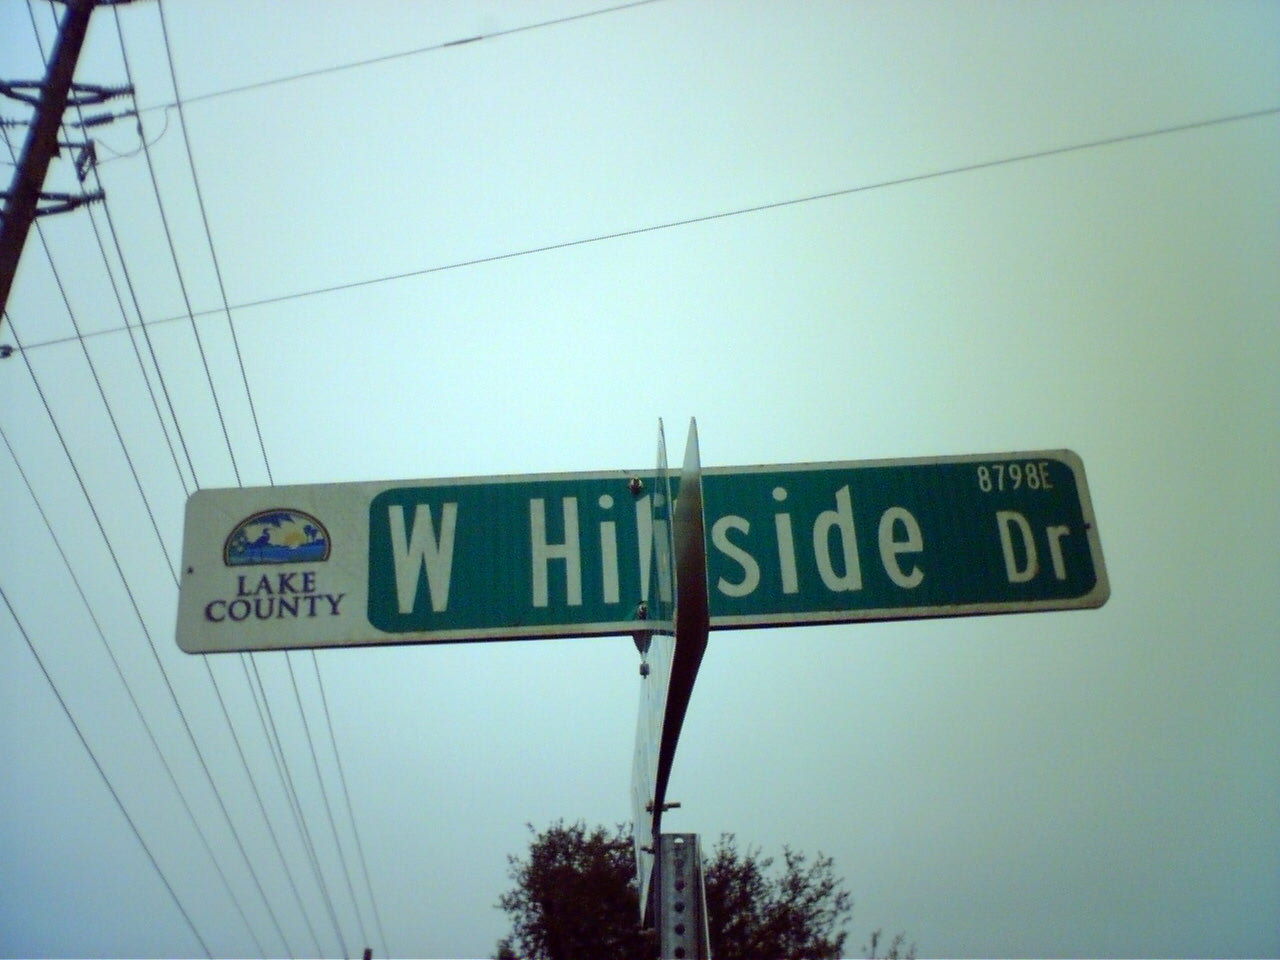 LAKE
COUNTY
W Hillside Dr
8798E